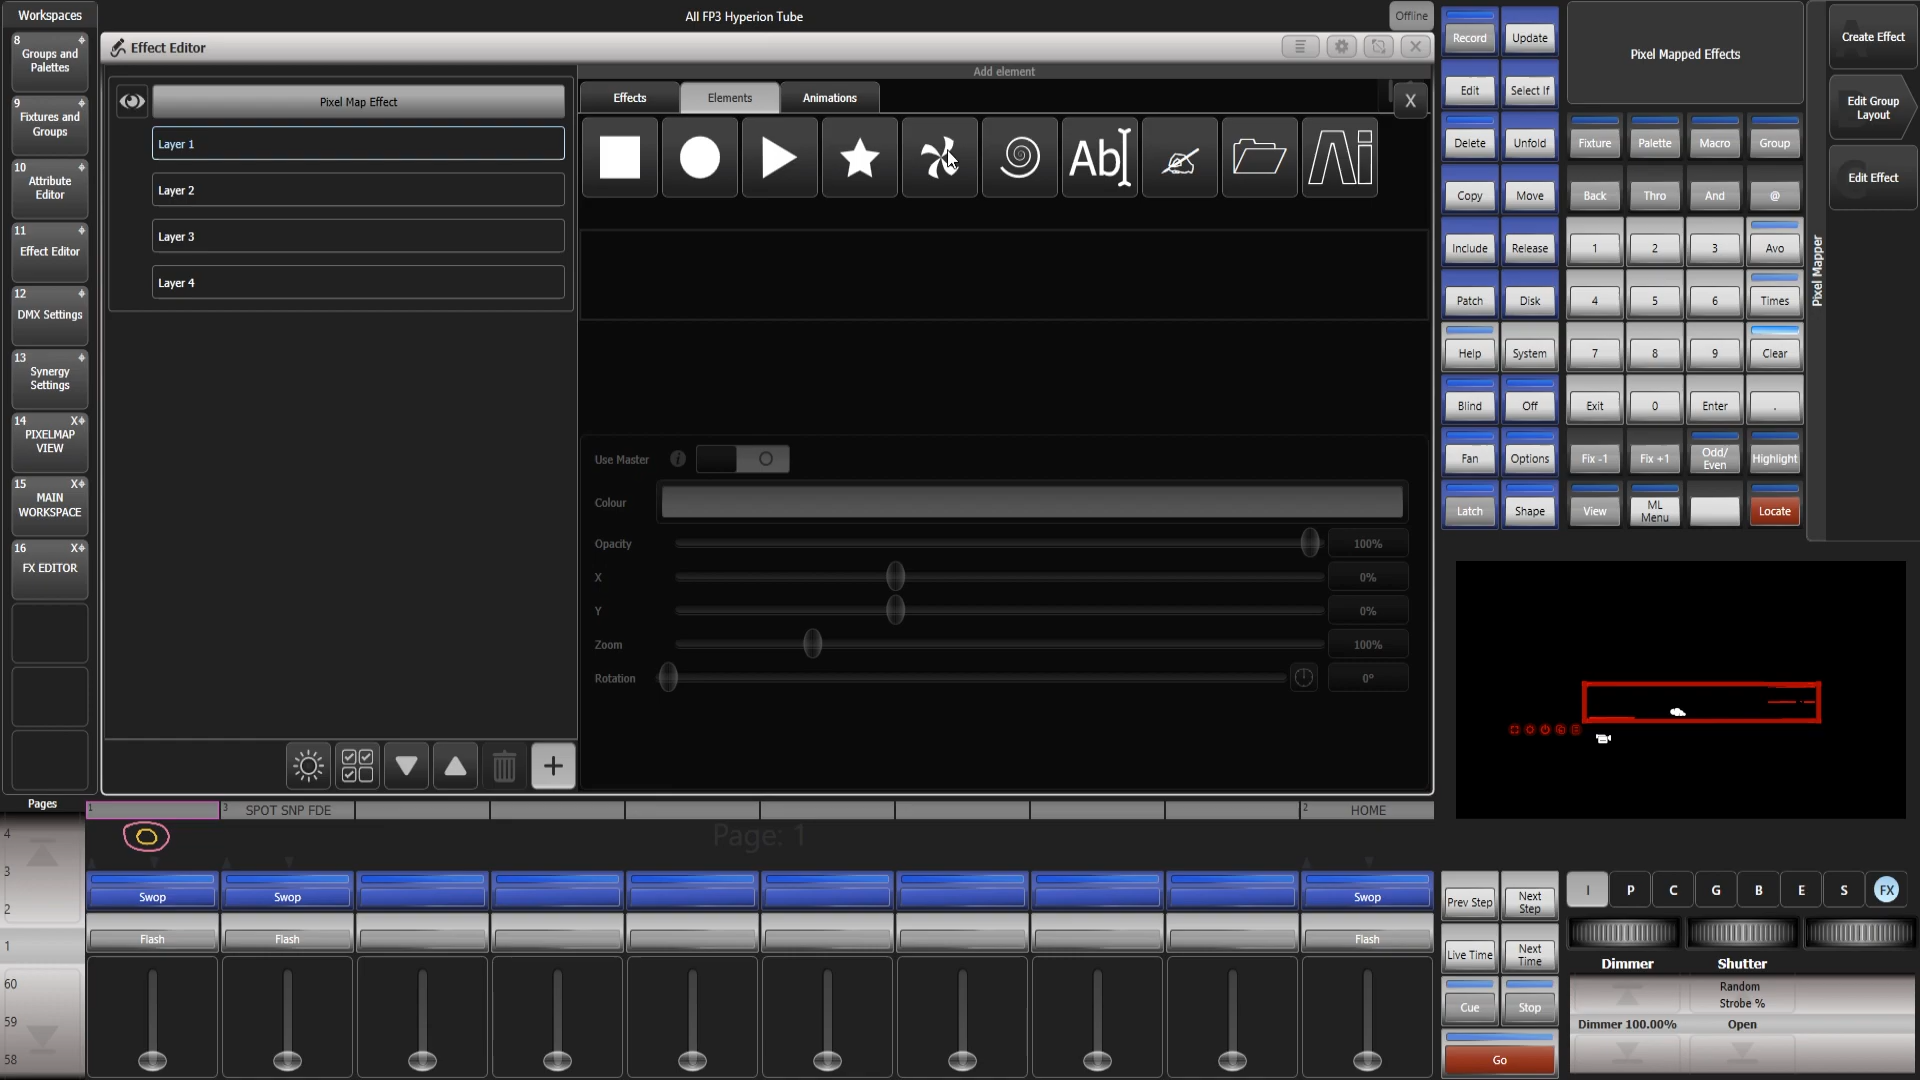 Workspaces
All FP3 Hyperion Tube
Offline
8
Groups and
Palettes
9
Fixtures and
Groups
10
Attribute
Editor
11
Effect Editor
12
DMX Settings
13
Synergy
Settings
14 X
PIXELMAP
VIEW
15 X
MAIN
WORKSPACE
16 X
FX EDITOR
Effect Editor
Pixel Map Effect
Layer 1
Layer 2
Layer 3
Layer 4
Add element
Effects
Elements
Animations
X
Ab
Ai
Use Master
Colour
Opacity
100%
X
0%
Y
0%
Zoom
100%
Rotation
0°
Record
Update
Edit
Select If
Delete
Unfold
Copy
Move
Include
Release
Patch
Disk
Help
System
Blind
Off
Fan
Options
Latch
Shape
Pixel Mapped Effects
Fixture
Palette
Macro
Group
Back
Thro
And
@
1
2
3
Avo
4
5
6
Times
7
8
9
Clear
Exit
0
Enter
.
Fix -1
Fix +1
Odd/
Even
Highlight
View
ML
Menu
Locate
Pixel Mapper
Create Effect
Edit Group
Layout
Edit Effect
Pages
4
3
2
1
60
59
58
1
3 SPOT SNP FDE
2 HOME
Page: 1
Swop
Swop
Swop
Flash
Flash
Flash
Prev Step
Next
Step
Live Time
Next
Time
Cue
Stop
Go
I
P
C
G
B
E
S
FX
Dimmer
Shutter
Random
Strobe %
Dimmer 100.00%
Open